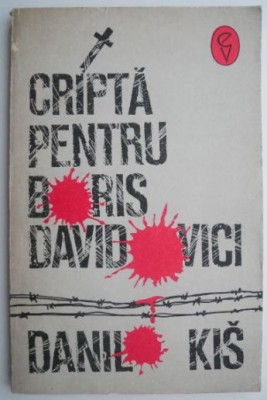 CRIPTĂ
PENTRU
BORIS
DAVIDOVICI
DANILO KIŠ